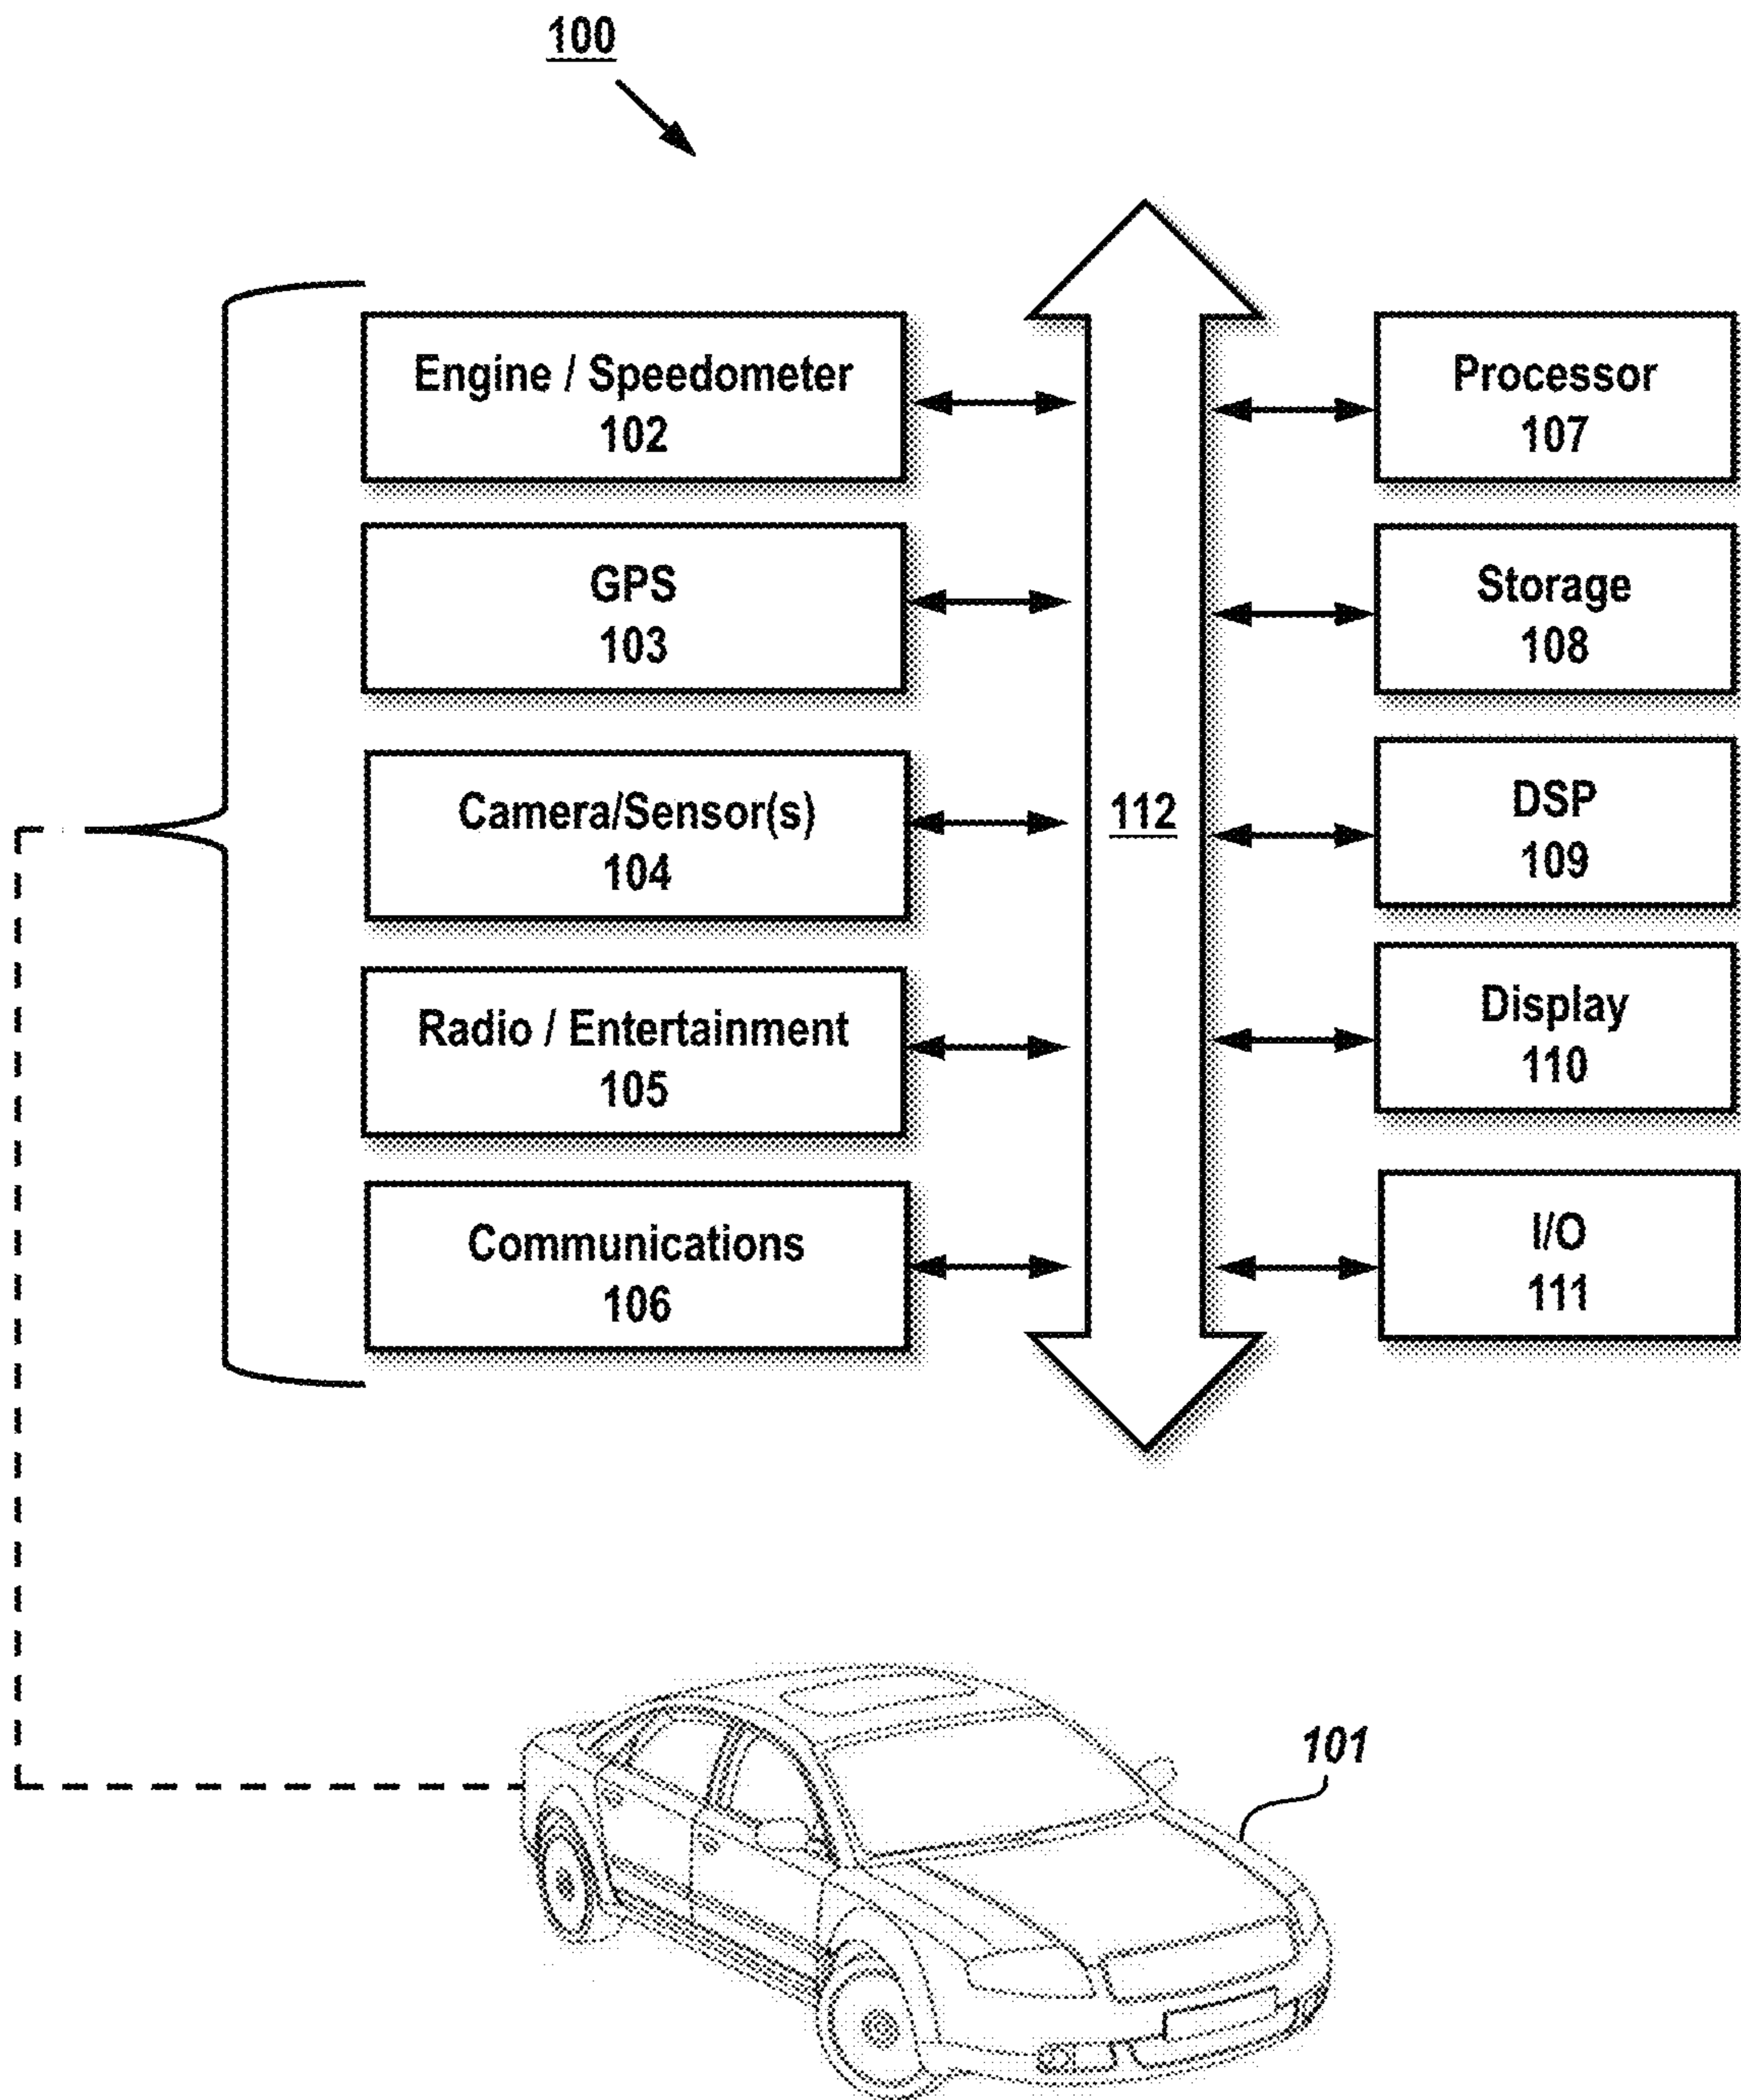 100
Engine / Speedometer
102
GPS
103
Camera/Sensor(s)
104
Radio / Entertainment
105
Communications
106
112
Processor
107
Storage
108
DSP
109
Display
110
I/O
111
101